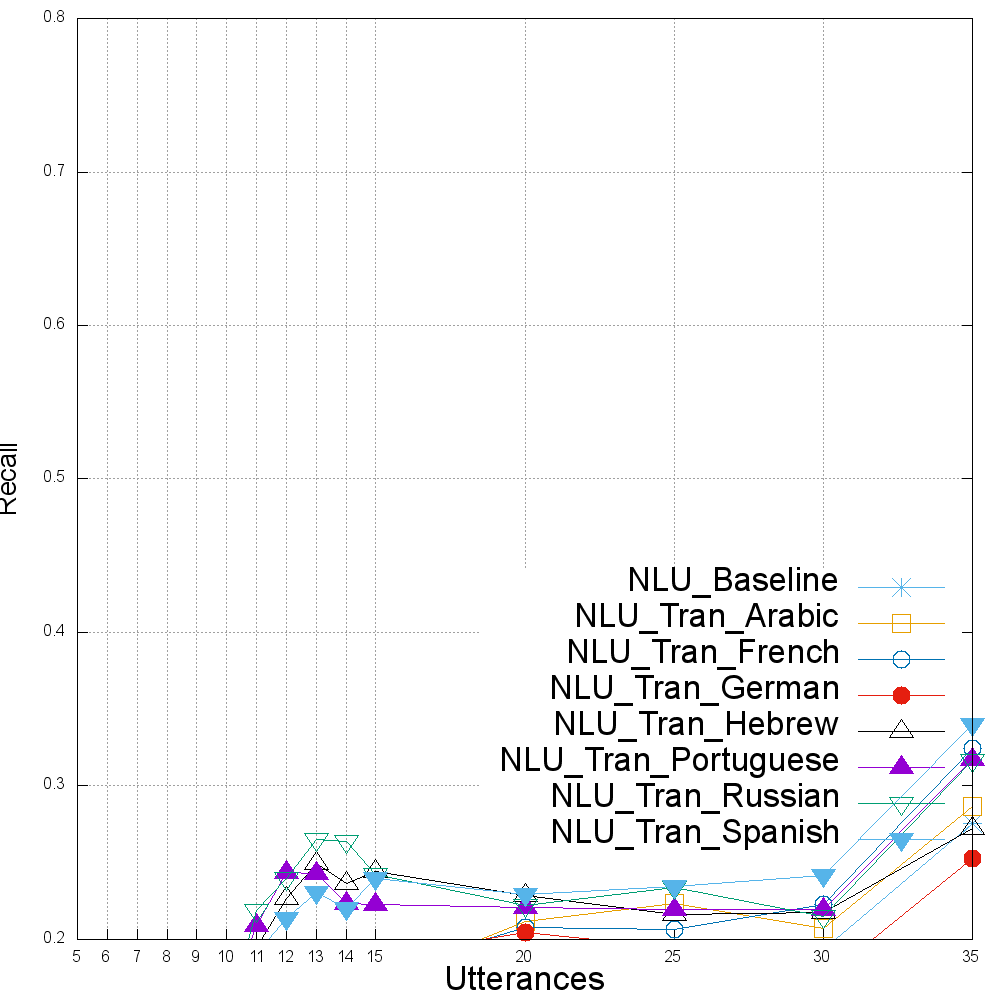 0.8
0.7
0.6
0.5
0.4
0.3
0.2
Recall
NLU_Baseline
NLU_Tran_Arabic
NLU_Tran_French
NLU_Tran_German
NLU_Tran_Hebrew
NLU_Tran_Portuguese
NLU_Tran_Russian
NLU_Tran_Spanish
5 6 7 8 9 10 11 12 13 14 15 20 25 30 35
Utterances